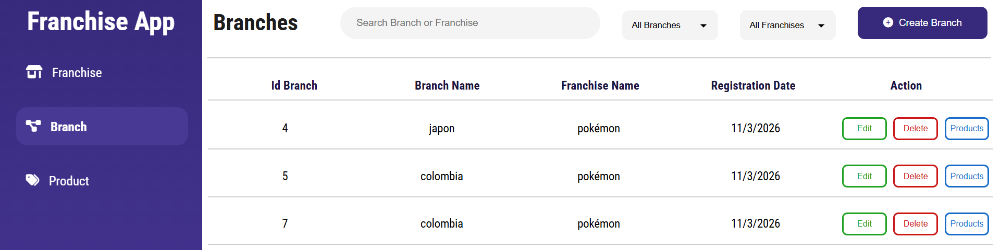 Franchise App
Franchise
Branch
Product
Branches
Search Branch or Franchise
All Branches
All Franchises
Create Branch
Id Branch Branch Name Franchise Name Registration Date Action
4 japon pokémon 11/3/2026 Edit Delete Products
5 colombia pokémon 11/3/2026 Edit Delete Products
7 colombia pokémon 11/3/2026 Edit Delete Products